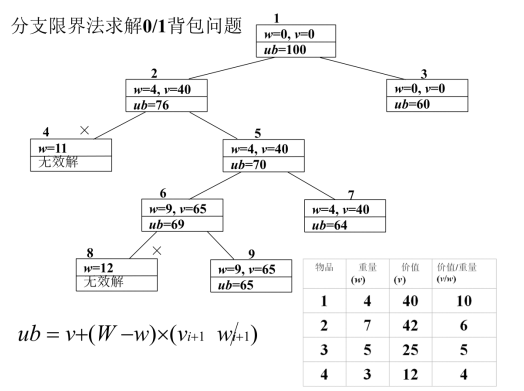 分支限界法求解0/1背包问题
1
w=0, v=0
ub=100
2
w=4, v=40
ub=76
3
w=0, v=0
ub=60
4
×
w=11
无效解
5
w=4, v=40
ub=70
6
w=9, v=65
ub=69
7
w=4, v=40
ub=64
8
×
w=12
无效解
9
w=9, v=65
ub=65
物品 重量(w) 价值(v) 价值/重量(v/w)
1 4 40 10
2 7 42 6
3 5 25 5
4 3 12 4
ub = v+(W−w)×(vi+1/wi+1)